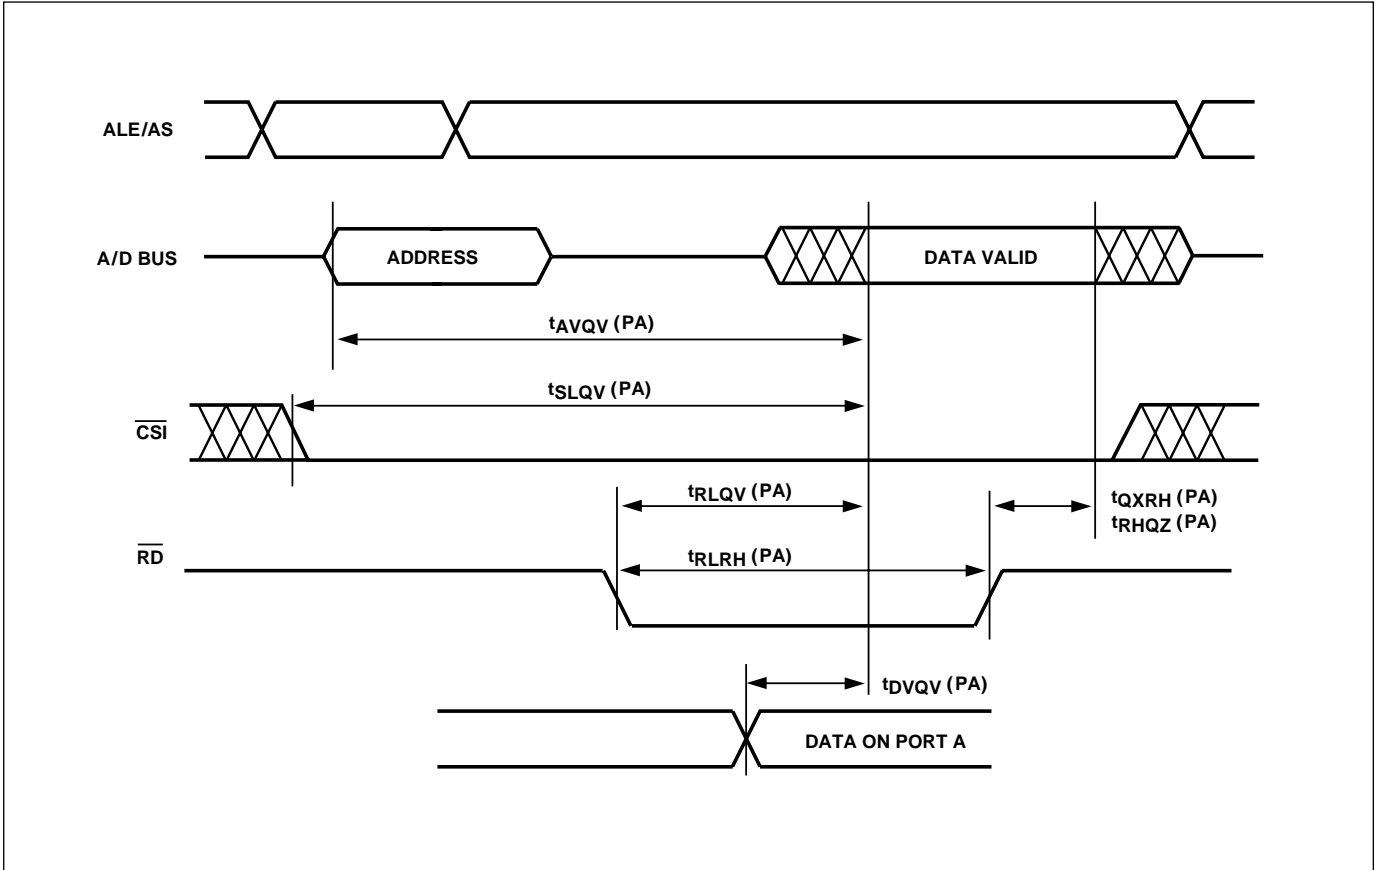 ALE/AS
A/D BUS
ADDRESS
DATA VALID
tAVQV (PA)
tSLQV (PA)
CSI
tRLQV (PA)
tQXRH (PA)
tRHQZ (PA)
RD
tRLRH (PA)
tDVQV (PA)
DATA ON PORT A